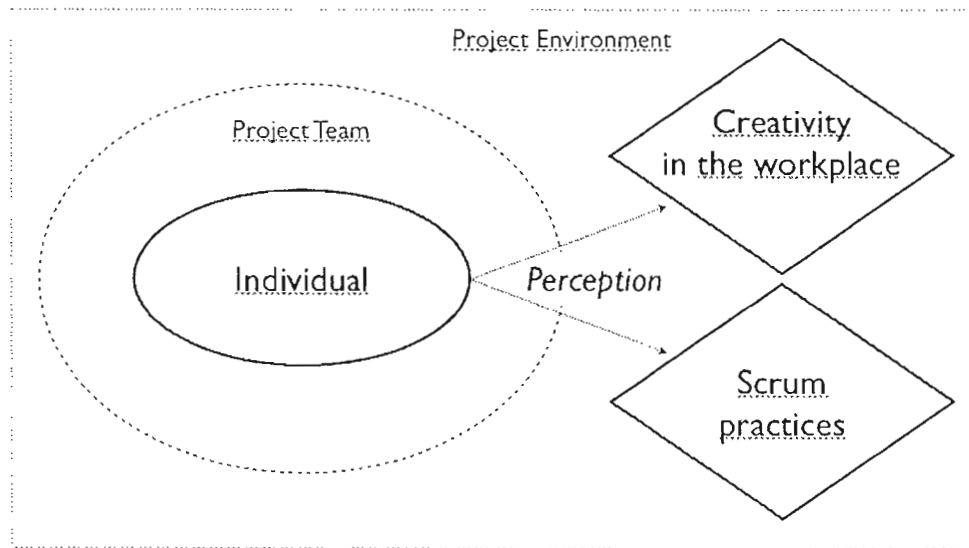 Project Environment
Project Team
Creativity
in the workplace
Individual
Perception
Scrum
practices